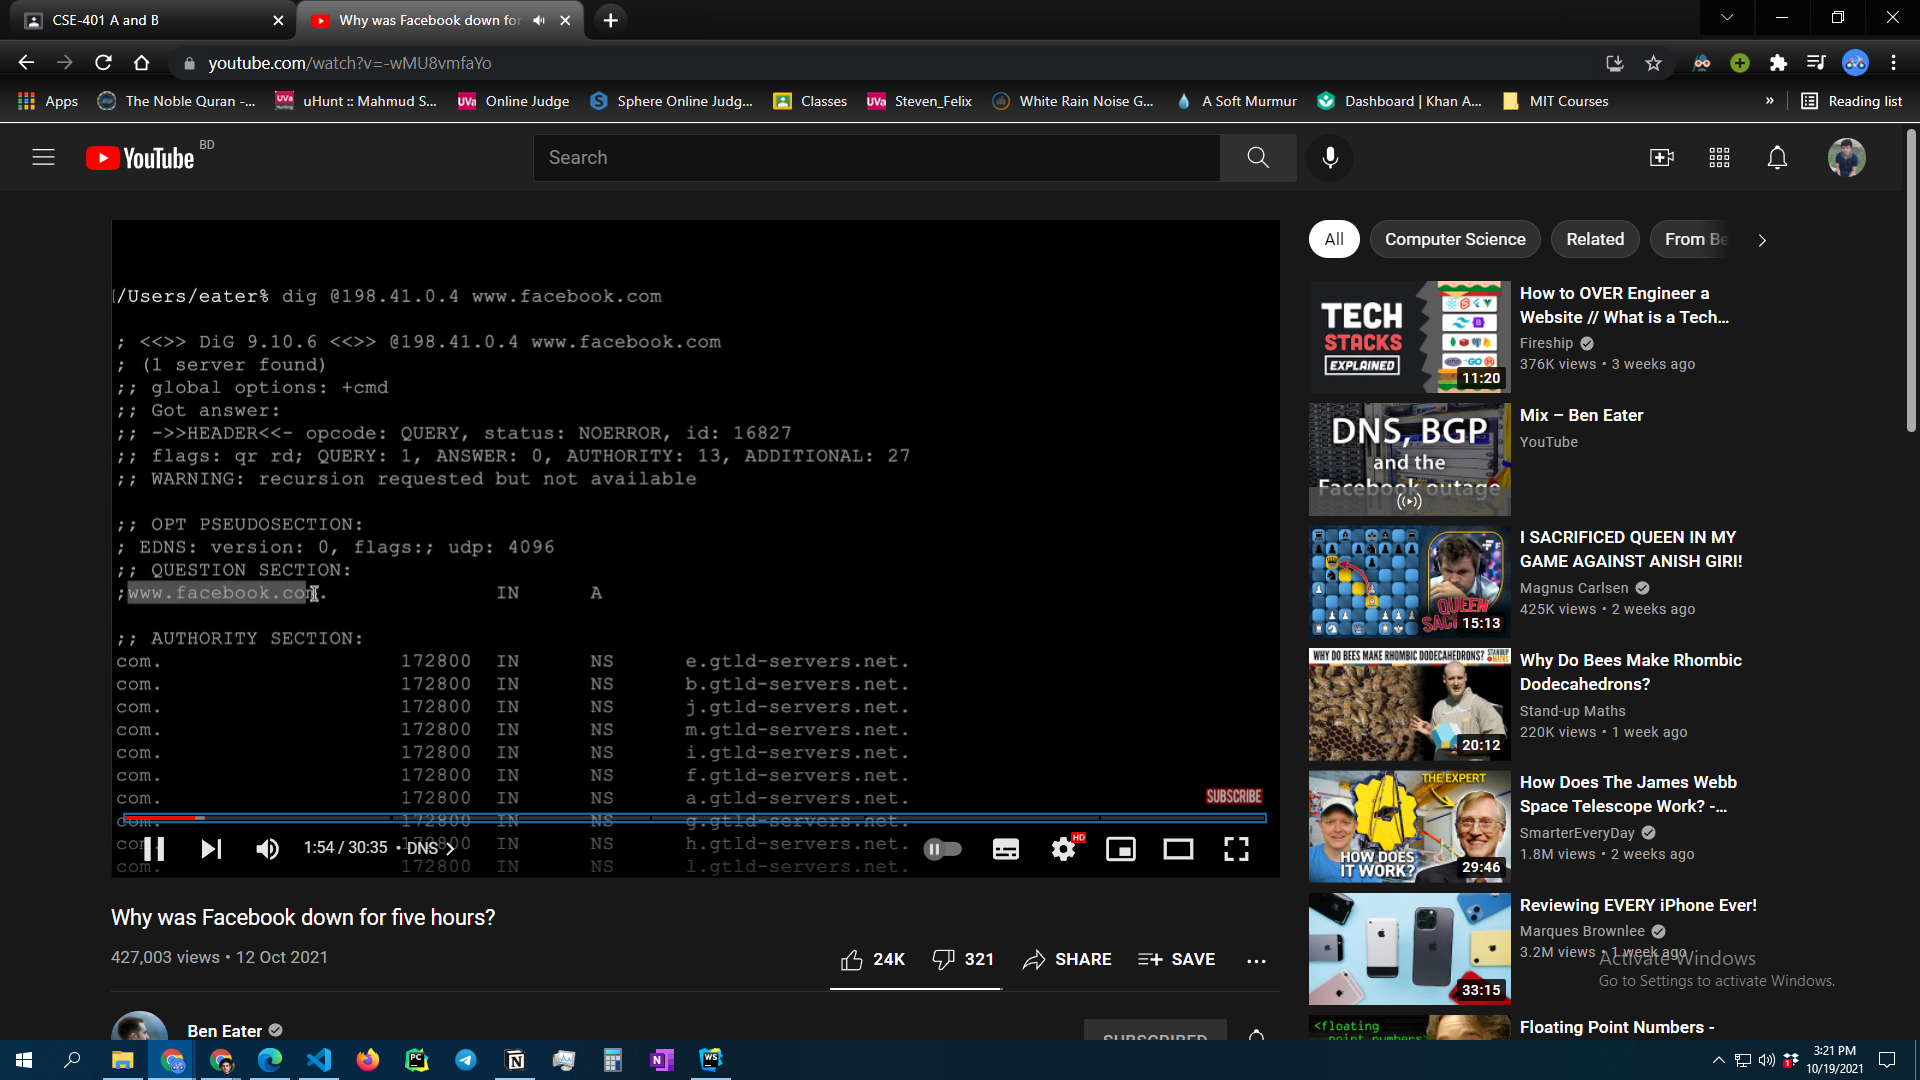 CSE-401 A and B
Why was Facebook down for
youtube.com/watch?v=-wMU8vmfaYo
Apps
The Noble Quran -...
uHunt :: Mahmud S...
Online Judge
Sphere Online Judg...
Classes
Steven_Felix
White Rain Noise G...
A Soft Murmur
Dashboard | Khan A...
MIT Courses
»
Reading list
YouTube BD
Search
/Users/eater% dig @198.41.0.4 www.facebook.com
; <<>> DiG 9.10.6 <<>> @198.41.0.4 www.facebook.com
; (1 server found)
;; global options: +cmd
;; Got answer:
;; ->>HEADER<<- opcode: QUERY, status: NOERROR, id: 16827
;; flags: qr rd; QUERY: 1, ANSWER: 0, AUTHORITY: 13, ADDITIONAL: 27
;; WARNING: recursion requested but not available
;; OPT PSEUDOSECTION:
; EDNS: version: 0, flags:; udp: 4096
;; QUESTION SECTION:
;www.facebook.com. IN A
;; AUTHORITY SECTION:
com. 172800 IN NS e.gtld-servers.net.
com. 172800 IN NS b.gtld-servers.net.
com. 172800 IN NS j.gtld-servers.net.
com. 172800 IN NS m.gtld-servers.net.
com. 172800 IN NS i.gtld-servers.net.
com. 172800 IN NS f.gtld-servers.net.
com. 172800 IN NS a.gtld-servers.net.
com. 172800 IN NS g.gtld-servers.net.
com. 172800 IN NS h.gtld-servers.net.
com. 172800 IN NS l.gtld-servers.net.
SUBSCRIBE
1:54 / 30:35 • DNS
HD
Why was Facebook down for five hours?
427,003 views • 12 Oct 2021
24K
321
SHARE
SAVE
Ben Eater
SUBSCRIBED
All
Computer Science
Related
From Be
TECH
STACKS
EXPLAINED
11:20
How to OVER Engineer a
Website // What is a Tech...
Fireship
376K views • 3 weeks ago
DNS, BGP
and the
Facebook outage
Mix – Ben Eater
YouTube
QUEEN
15:13
I SACRIFICED QUEEN IN MY
GAME AGAINST ANISH GIRI!
Magnus Carlsen
425K views • 2 weeks ago
WHY DO BEES MAKE RHOMBIC DODECAHEDRONS?
20:12
Why Do Bees Make Rhombic
Dodecahedrons?
Stand-up Maths
220K views • 1 week ago
THE EXPERT
HOW DOES
IT WORK?
29:46
How Does The James Webb
Space Telescope Work? -...
SmarterEveryDay
1.8M views • 2 weeks ago
33:15
Reviewing EVERY iPhone Ever!
Marques Brownlee
3.2M views • 1 week ago
Activate Windows
Go to Settings to activate Windows.
<floating
point numbers>
Floating Point Numbers -
3:21 PM
10/19/2021